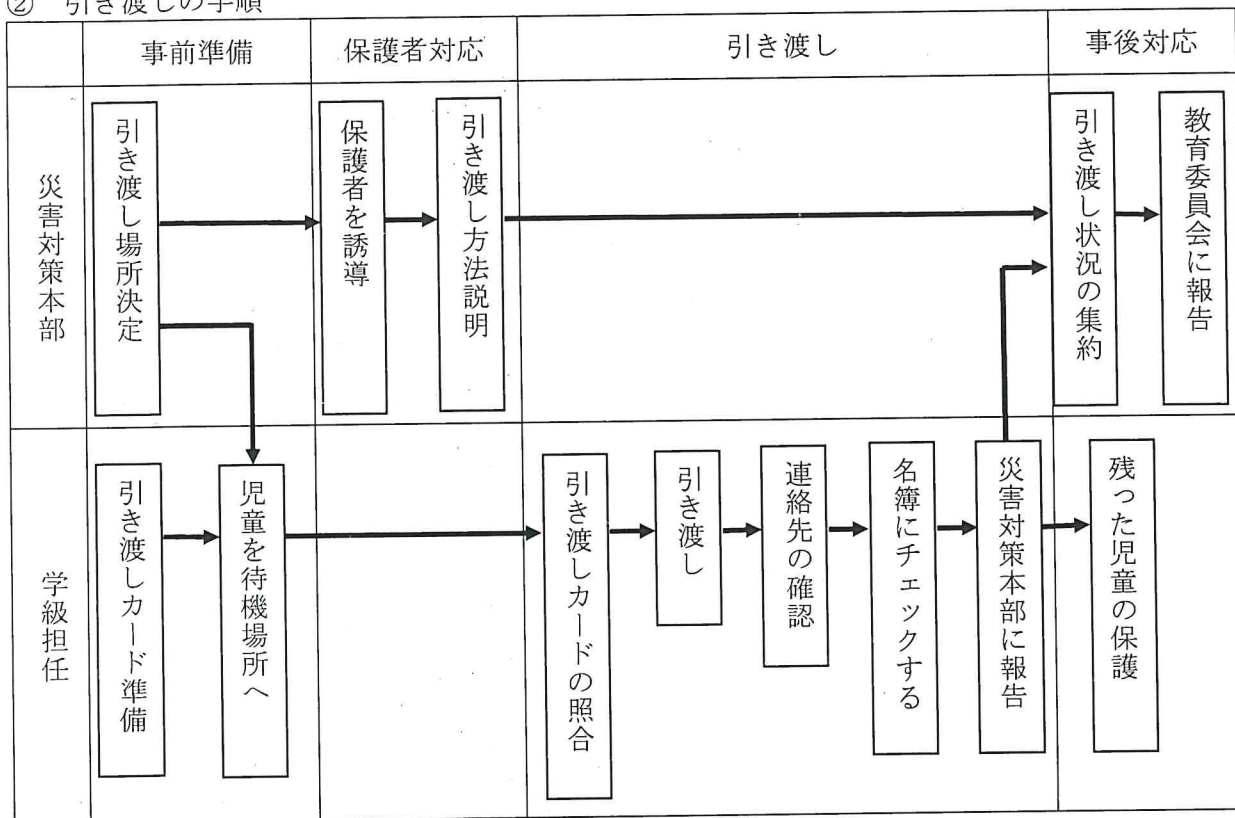 ② 引き渡しの手順
事前準備
保護者対応
引き渡し
事後対応
災害対策本部
引き渡し場所決定
保護者を誘導
引き渡し方法説明
引き渡し状況の集約
教育委員会に報告
学級担任
引き渡しカード準備
児童を待機場所へ
引き渡しカードの照合
引き渡し
連絡先の確認
名簿にチェックする
災害対策本部に報告
残った児童の保護